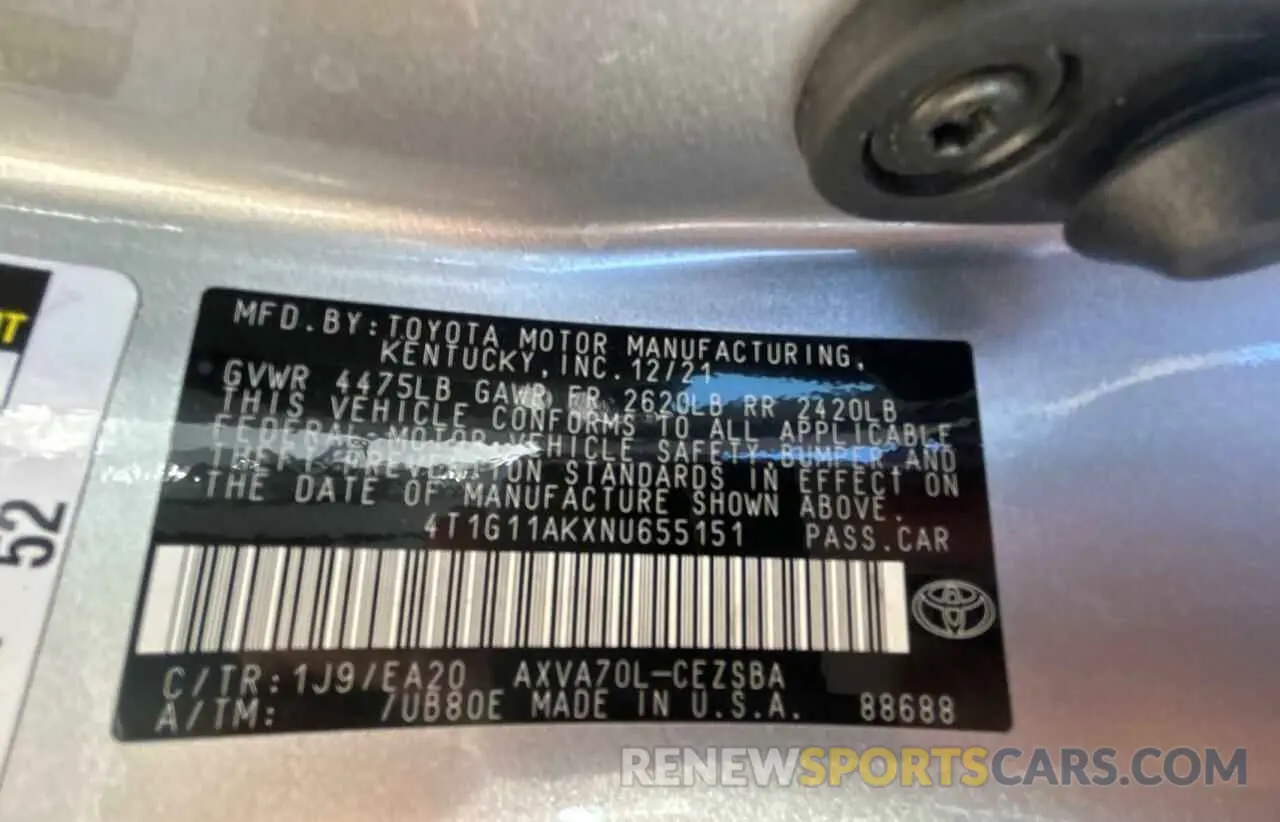 MFD.BY:TOYOTA MOTOR MANUFACTURING,
KENTUCKY, INC.12/21
GVWR 4475LB GAWR FR 2620LB RR 2420LB
THIS VEHICLE CONFORMS TO ALL APPLICABLE
FEDERAL MOTOR VEHICLE SAFETY,BUMPER,AND
THEFT PREVENTION STANDARDS IN EFFECT ON
THE DATE OF MANUFACTURE SHOWN ABOVE.
4T1G11AKXNU655151 PASS.CAR
C/TR:1J9/EA20 AXVA70L-CEZSBA
A/TM: /UB80E MADE IN U.S.A. 88688
52
RENEWSPORTSCARS.COM